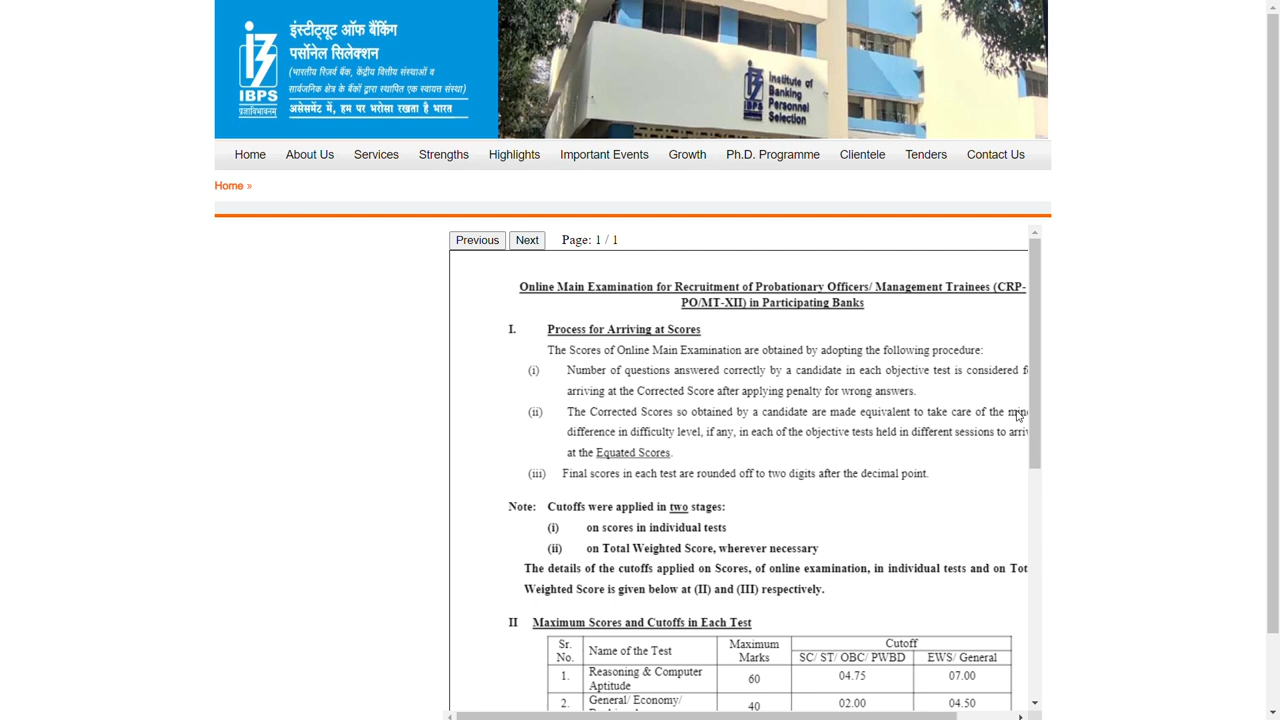 इंस्टीट्यूट ऑफ बैंकिंग
पर्सोनेल सिलेक्शन
(भारतीय रिजर्व बैंक, केंद्रीय वित्तीय संस्थाओं व
सार्वजनिक क्षेत्र के बैंकों द्वारा स्थापित एक स्वायत्त संस्था)
असेसमेंट में, हम पर भरोसा रखता है भारत
IBPS
Institute of
Banking
Personnel
Selection
IBPS
Home About Us Services Strengths Highlights Important Events Growth Ph.D. Programme Clientele Tenders Contact Us
Home »
Previous Next Page: 1 / 1
Online Main Examination for Recruitment of Probationary Officers/ Management Trainees (CRP-
PO/MT-XII) in Participating Banks
I. Process for Arriving at Scores
The Scores of Online Main Examination are obtained by adopting the following procedure:
(i) Number of questions answered correctly by a candidate in each objective test is considered
arriving at the Corrected Score after applying penalty for wrong answers.
(ii) The Corrected Scores so obtained by a candidate are made equivalent to take care of the
difference in difficulty level, if any, in each of the objective tests held in different sessions to
at the Equated Scores.
(iii) Final scores in each test are rounded off to two digits after the decimal point.
Note: Cutoffs were applied in two stages:
(i) on scores in individual tests
(ii) on Total Weighted Score, wherever necessary
The details of the cutoffs applied on Scores, of online examination, in individual tests and on
Weighted Score is given below at (II) and (III) respectively.
II Maximum Scores and Cutoffs in Each Test
Sr. No. Name of the Test Maximum Marks Cutoff
SC/ ST/ OBC/ PWBD EWS/ General
1. Reasoning & Computer Aptitude 60 04.75 07.00
2. General/ Economy/ 40 02.00 04.50